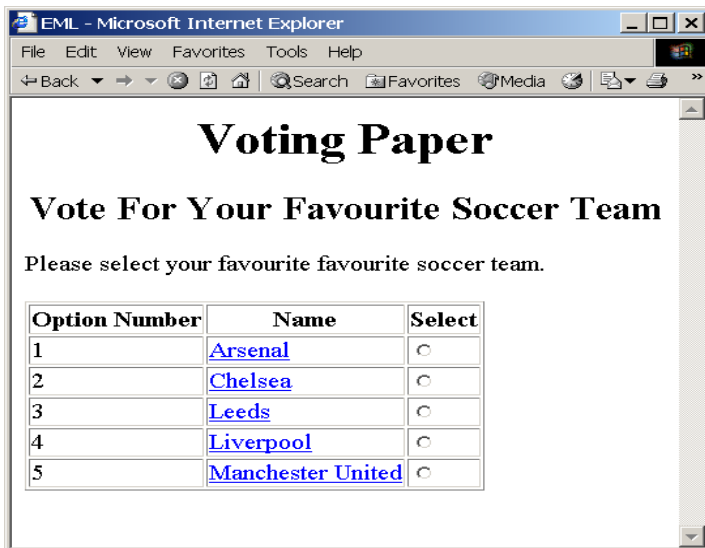 EML - Microsoft Internet Explorer
File Edit View Favorites Tools Help
Back Search Favorites Media »
Voting Paper
Vote For Your Favourite Soccer Team
Please select your favourite favourite soccer team.
Option Number Name Select
1 Arsenal
2 Chelsea
3 Leeds
4 Liverpool
5 Manchester United